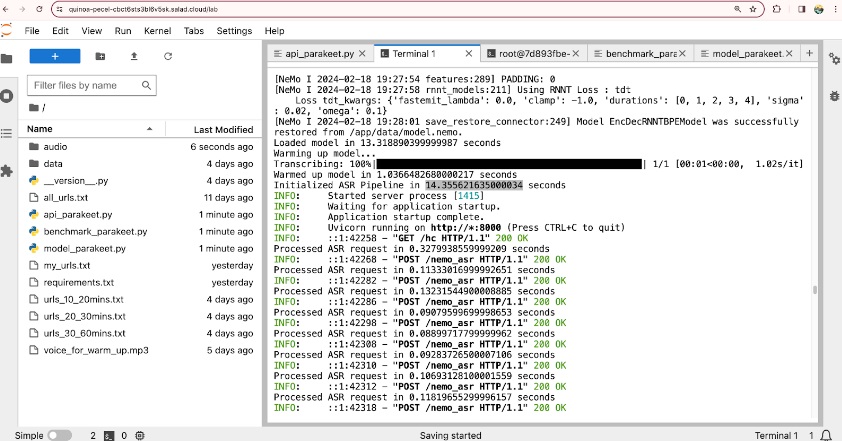 quinoa-pecel-cbct6sts3bl6v5sk.salad.cloud/lab
File Edit View Run Kernel Tabs Settings Help
+
Filter files by name
/
Name Last Modified
audio 6 seconds ago
data 4 days ago
__version__.py 4 days ago
all_urls.txt 11 days ago
api_parakeet.py 1 minute ago
benchmark_parakeet.py 1 minute ago
model_parakeet.py 1 minute ago
my_urls.txt yesterday
requirements.txt yesterday
urls_10_20mins.txt 4 days ago
urls_20_30mins.txt 4 days ago
urls_30_60mins.txt 4 days ago
voice_for_warm_up.mp3 5 days ago
api_parakeet.py Terminal 1 root@7d893fbe- benchmark_para model_parakeet. +
[NeMo I 2024-02-18 19:27:54 features:289] PADDING: 0
[NeMo I 2024-02-18 19:27:58 rnnt_models:211] Using RNNT Loss : tdt
Loss tdt_kwargs: {'fastemit_lambda': 0.0, 'clamp': -1.0, 'durations': [0, 1, 2, 3, 4], 'sigma'
: 0.02, 'omega': 0.1}
[NeMo I 2024-02-18 19:28:01 save_restore_connector:249] Model EncDecRNNTBPEModel was successfully
restored from /app/data/model.nemo.
Loaded model in 13.318890399999987 seconds
Warming up model...
Transcribing: 100%| | 1/1 [00:01<00:00, 1.02s/it]
Warmed up model in 1.0366482680000217 seconds
Initialized ASR Pipeline in 14.355621635000034 seconds
INFO: Started server process [1415]
INFO: Waiting for application startup.
INFO: Application startup complete.
INFO: Uvicorn running on http://*:8000 (Press CTRL+C to quit)
INFO: ::1:42258 - "GET /hc HTTP/1.1" 200 OK
Processed ASR request in 0.3279938559999209 seconds
INFO: ::1:42268 - "POST /nemo_asr HTTP/1.1" 200 OK
Processed ASR request in 0.11333016999992651 seconds
INFO: ::1:42282 - "POST /nemo_asr HTTP/1.1" 200 OK
Processed ASR request in 0.13231544900008885 seconds
INFO: ::1:42286 - "POST /nemo_asr HTTP/1.1" 200 OK
Processed ASR request in 0.09079599699998653 seconds
INFO: ::1:42298 - "POST /nemo_asr HTTP/1.1" 200 OK
Processed ASR request in 0.08899717799999962 seconds
INFO: ::1:42308 - "POST /nemo_asr HTTP/1.1" 200 OK
Processed ASR request in 0.09283726500007106 seconds
INFO: ::1:42310 - "POST /nemo_asr HTTP/1.1" 200 OK
Processed ASR request in 0.10693128100001559 seconds
INFO: ::1:42312 - "POST /nemo_asr HTTP/1.1" 200 OK
Processed ASR request in 0.11819655299996157 seconds
INFO: ::1:42318 - "POST /nemo_asr HTTP/1.1" 200 OK
Simple 2 0 Saving started Terminal 1 1